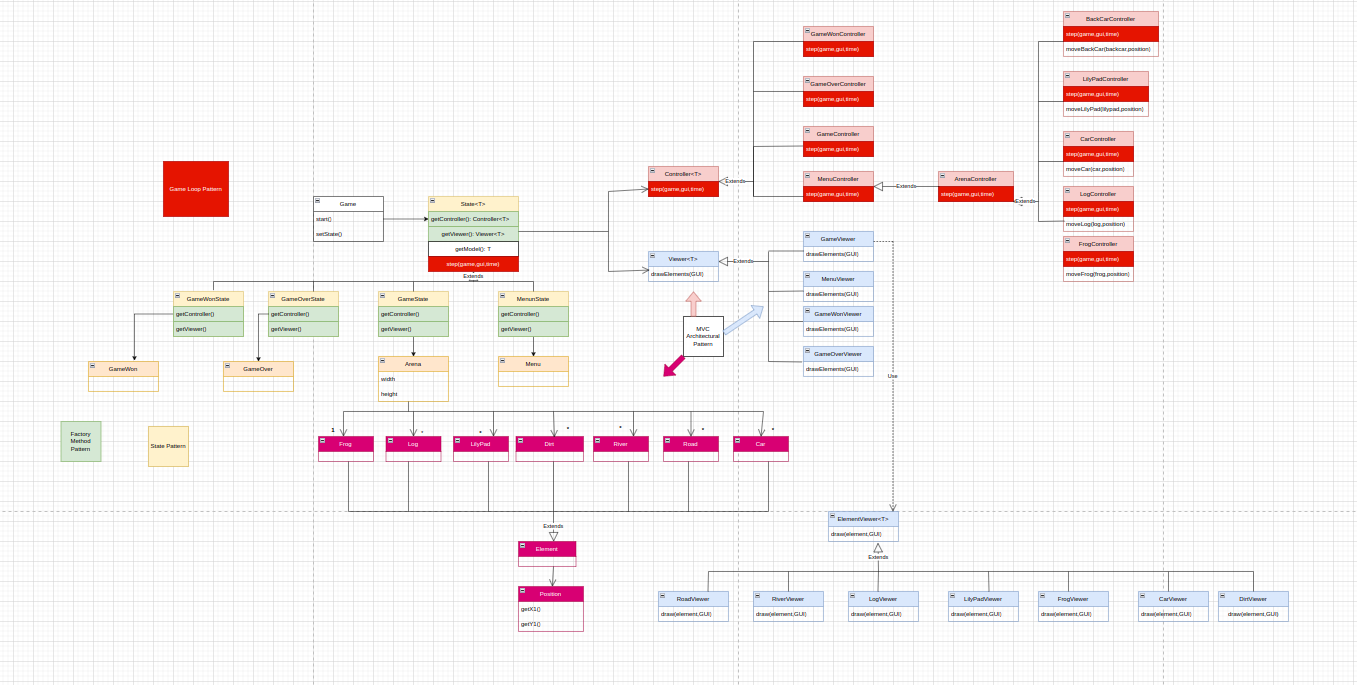 BackCarController
step(game,gui,time)
moveBackCar(backcar,position)
GameWonController
step(game,gui,time)
LilyPadController
step(game,gui,time)
moveLilyPad(lilypad,position)
GameOverController
step(game,gui,time)
GameController
step(game,gui,time)
CarController
step(game,gui,time)
moveCar(car,position)
Game Loop Pattern
Controller<T>
step(game,gui,time)
Extends
MenuController
step(game,gui,time)
Extends
ArenaController
step(game,gui,time)
Extends
LogController
step(game,gui,time)
moveLog(log,position)
FrogController
step(game,gui,time)
moveFrog(frog,position)
Game
start()
setState()
State<T>
getController(): Controller<T>
getViewer(): Viewer<T>
getModel(): T
step(game,gui,time)
Extends
Viewer<T>
drawElements(GUI)
Extends
GameViewer
drawElements(GUI)
MenuViewer
drawElements(GUI)
GameWonViewer
drawElements(GUI)
GameOverViewer
drawElements(GUI)
Use
GameWonState
getController()
getViewer()
GameOverState
getController()
getViewer()
GameState
getController()
getViewer()
MenunState
getController()
getViewer()
MVC
Architectural
Pattern
GameWon
GameOver
Arena
width
height
Menu
Factory
Method
Pattern
State Pattern
1
*
*
*
*
*
*
Frog
Log
LilyPad
Dirt
River
Road
Car
Extends
Element
Position
getX1()
getY1()
ElementViewer<T>
draw(element,GUI)
Extends
RoadViewer
draw(element,GUI)
RiverViewer
draw(element,GUI)
LogViewer
draw(element,GUI)
LilyPadViewer
draw(element,GUI)
FrogViewer
draw(element,GUI)
CarViewer
draw(element,GUI)
DirtViewer
draw(element,GUI)